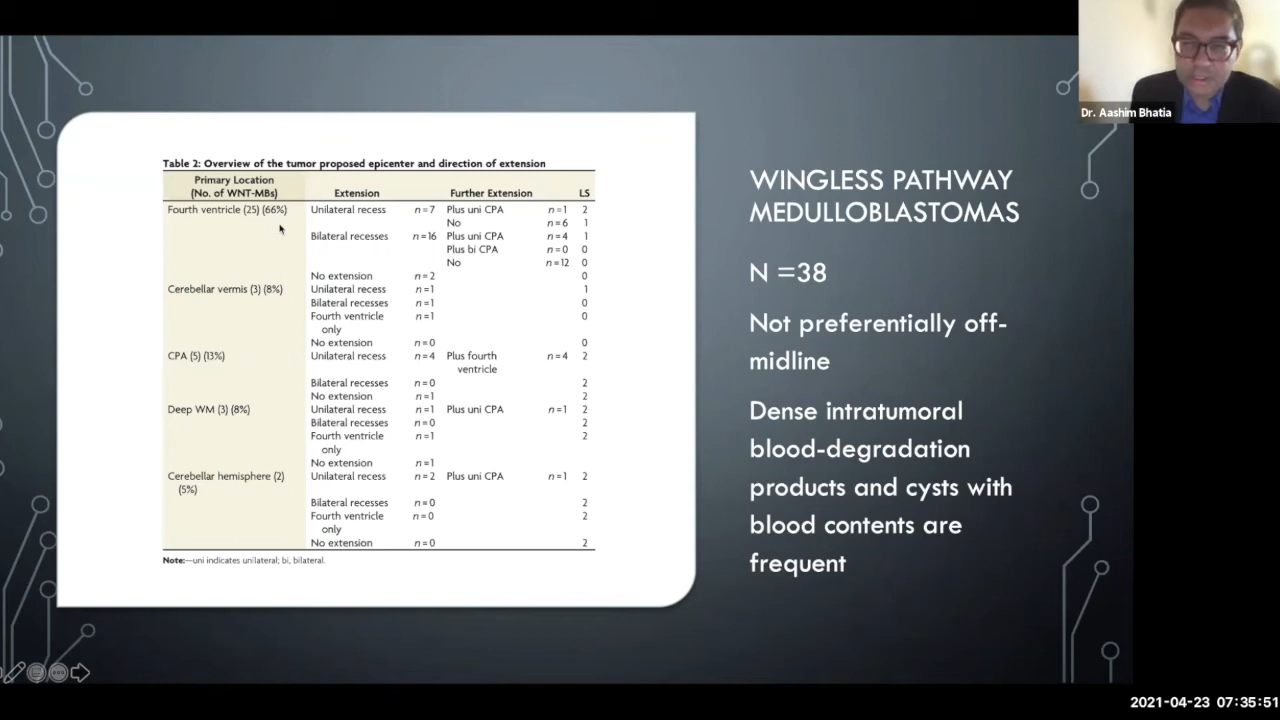 Dr. Aashim Bhatia
Table 2: Overview of the tumor proposed epicenter and direction of extension
Primary Location
(No. of WNT-MBs) Extension Further Extension LS
Fourth ventricle (25) (66%) Unilateral recess n=7 Plus uni CPA n=1 2
No n=6 1
Bilateral recesses n=16 Plus uni CPA n=4 1
Plus bi CPA n=0 0
No n=12 0
No extension n=2 0
Cerebellar vermis (3) (8%) Unilateral recess n=1 1
Bilateral recesses n=1 0
Fourth ventricle n=1 0
only
No extension n=0 0
CPA (5) (13%) Unilateral recess n=4 Plus fourth n=4 2
ventricle
Bilateral recesses n=0 2
No extension n=1 2
Deep WM (3) (8%) Unilateral recess n=1 Plus uni CPA n=1 2
Bilateral recesses n=0 2
Fourth ventricle n=1 2
only
No extension n=1
Cerebellar hemisphere (2) Unilateral recess n=2 Plus uni CPA n=1 2
(5%)
Bilateral recesses n=0 2
Fourth ventricle n=0 2
only
No extension n=0 2
Note:—uni indicates unilateral; bi, bilateral.
WINGLESS PATHWAY
MEDULLOBLASTOMAS
N =38
Not preferentially off-
midline
Dense intratumoral
blood-degradation
products and cysts with
blood contents are
frequent
2021-04-23 07:35:51